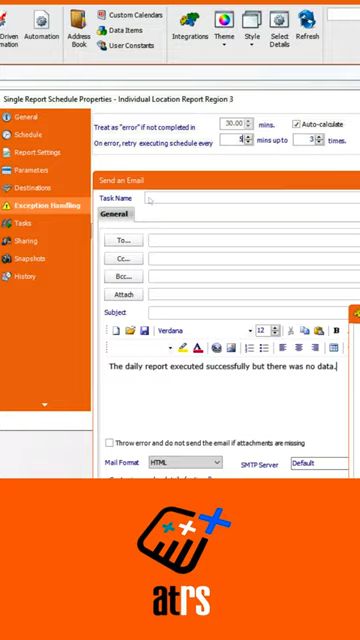 Driven
mation
Automation
Address
Book
Custom Calendars
Data Items
User Constants
Integrations
Theme
Style
Select
Details
Refresh
Single Report Schedule Properties - Individual Location Report Region 3
General
Schedule
Report Settings
Parameters
Destinations
Exception Handling
Tasks
Sharing
Snapshots
History
Treat as "error" if not completed in 30.00 mins. Auto-calculate
On error, retry executing schedule every 5 mins up to 3 times.
Send an Email
Task Name
General
To...
Cc...
Bcc...
Attach
Subject
Verdana 12 B
The daily report executed successfully but there was no data.
Throw error and do not send the email if attachments are missing
Mail Format HTML SMTP Server Default
atrs